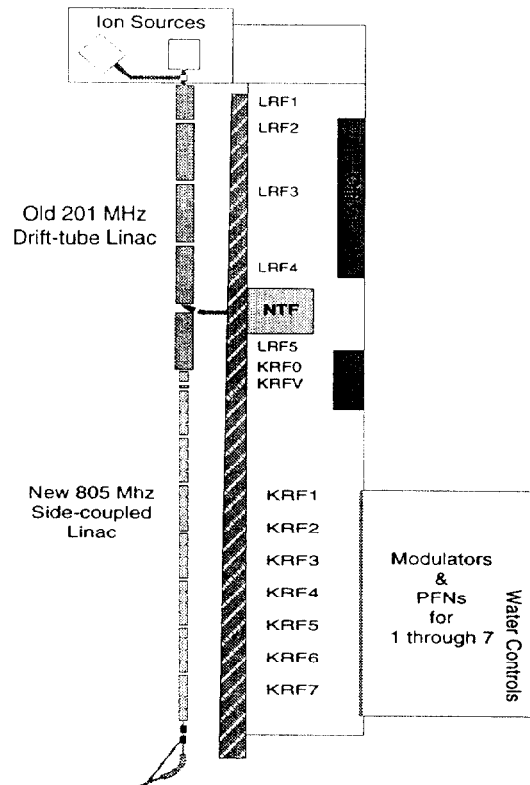 Ion Sources
LRF1
LRF2
LRF3
Old 201 MHz
Drift-tube Linac
LRF4
NTF
LRF5
KRF0
KRFV
New 805 Mhz
Side-coupled
Linac
KRF1
KRF2
KRF3
KRF4
KRF5
KRF6
KRF7
Modulators
&
PFNs
for
1 through 7
Water Controls